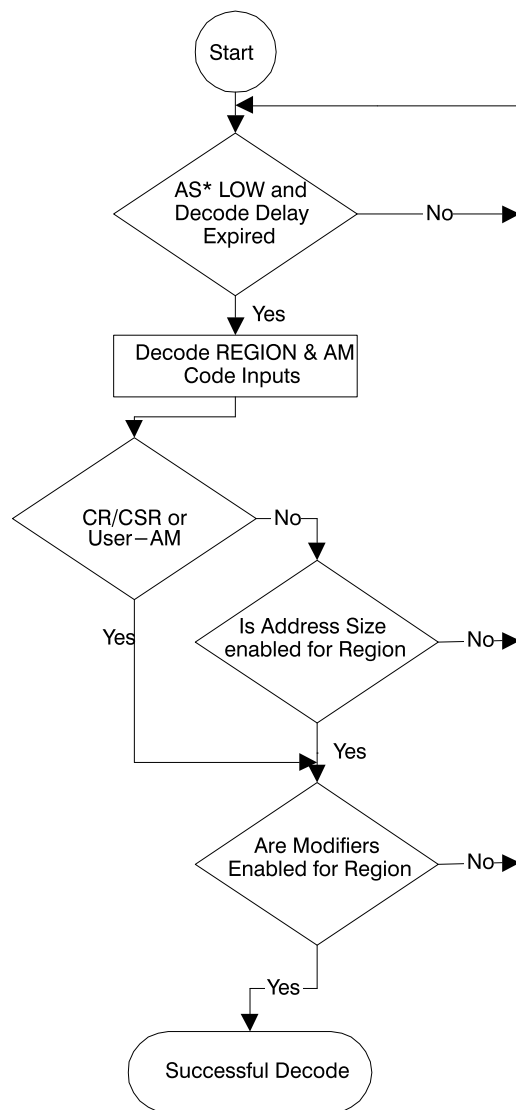 Start
AS* LOW and
Decode Delay
Expired
No
Yes
Decode REGION & AM
Code Inputs
CR/CSR or
User–AM
No
Yes
Is Address Size
enabled for Region
No
Yes
Are Modifiers
Enabled for Region
No
Yes
Successful Decode